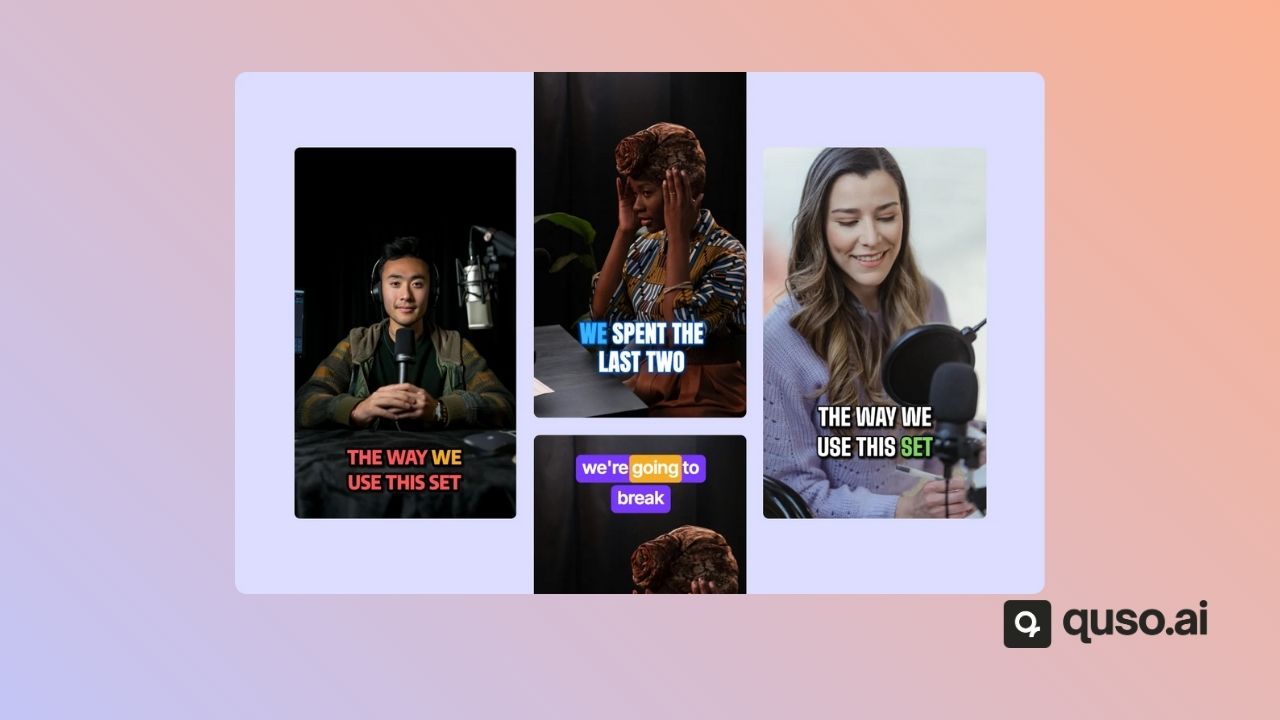 THE WAY WE
USE THIS SET
WE SPENT THE
LAST TWO
we're going to
break
THE WAY WE
USE THIS SET
quso.ai